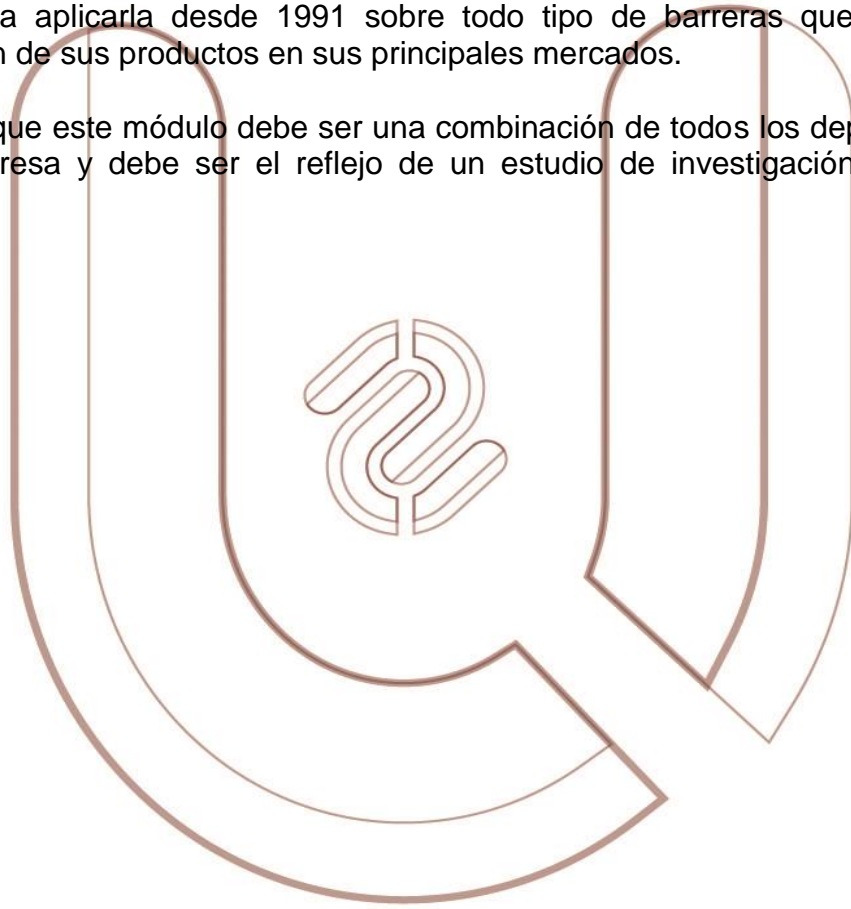 a aplicarla desde 1991 sobre todo tipo de barreras que
n de sus productos en sus principales mercados.
que este módulo debe ser una combinación de todos los dep
resa y debe ser el reflejo de un estudio de investigación